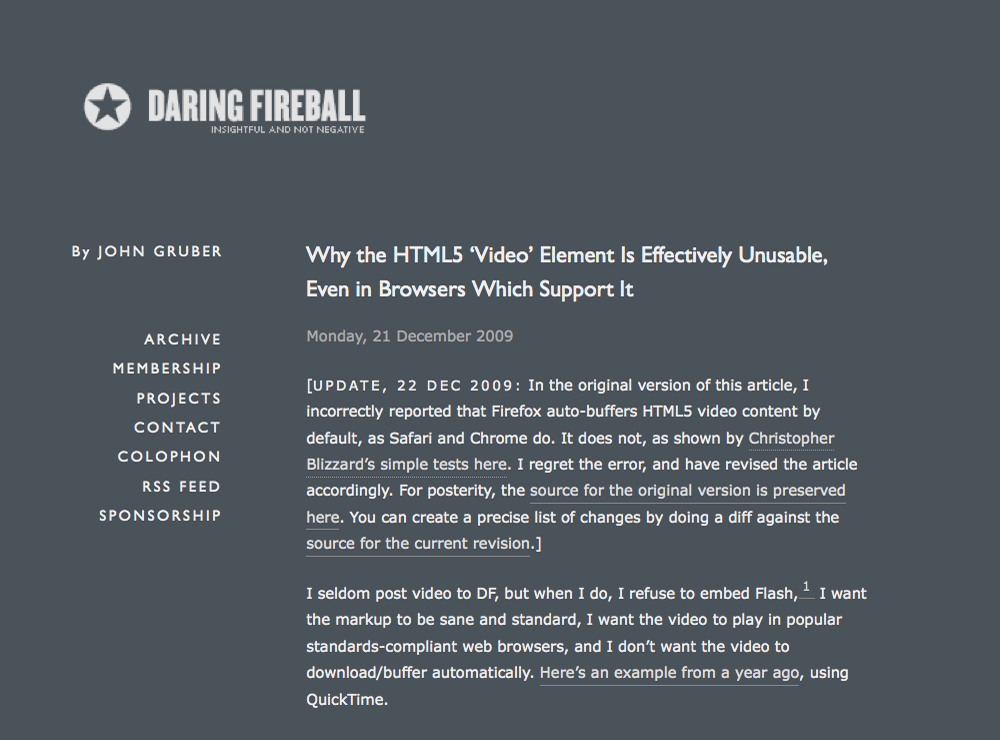 DARING FIREBALL
INSIGHTFUL AND NOT NEGATIVE
By JOHN GRUBER
ARCHIVE
MEMBERSHIP
PROJECTS
CONTACT
COLOPHON
RSS FEED
SPONSORSHIP
Why the HTML5 ‘Video’ Element Is Effectively Unusable,
Even in Browsers Which Support It
Monday, 21 December 2009
[UPDATE, 22 DEC 2009: In the original version of this article, I
incorrectly reported that Firefox auto-buffers HTML5 video content by
default, as Safari and Chrome do. It does not, as shown by Christopher
Blizzard’s simple tests here. I regret the error, and have revised the article
accordingly. For posterity, the source for the original version is preserved
here. You can create a precise list of changes by doing a diff against the
source for the current revision.]
I seldom post video to DF, but when I do, I refuse to embed Flash,1 I want
the markup to be sane and standard, I want the video to play in popular
standards-compliant web browsers, and I don’t want the video to
download/buffer automatically. Here’s an example from a year ago, using
QuickTime.